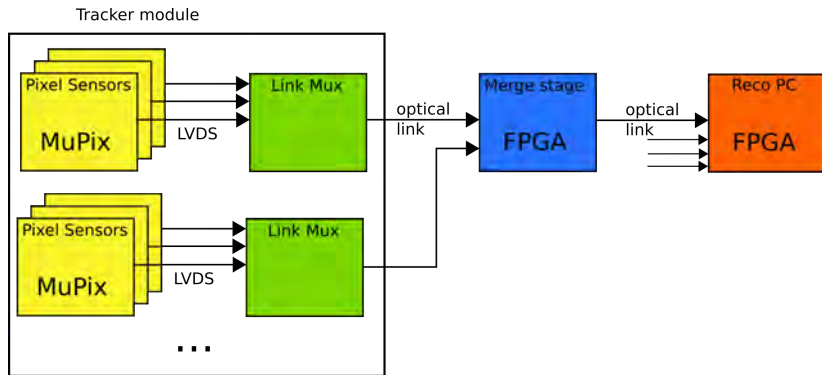 Tracker module
Pixel Sensors
MuPix
LVDS
Link Mux
optical
link
Merge stage
FPGA
optical
link
Reco PC
FPGA
Pixel Sensors
MuPix
LVDS
Link Mux
...